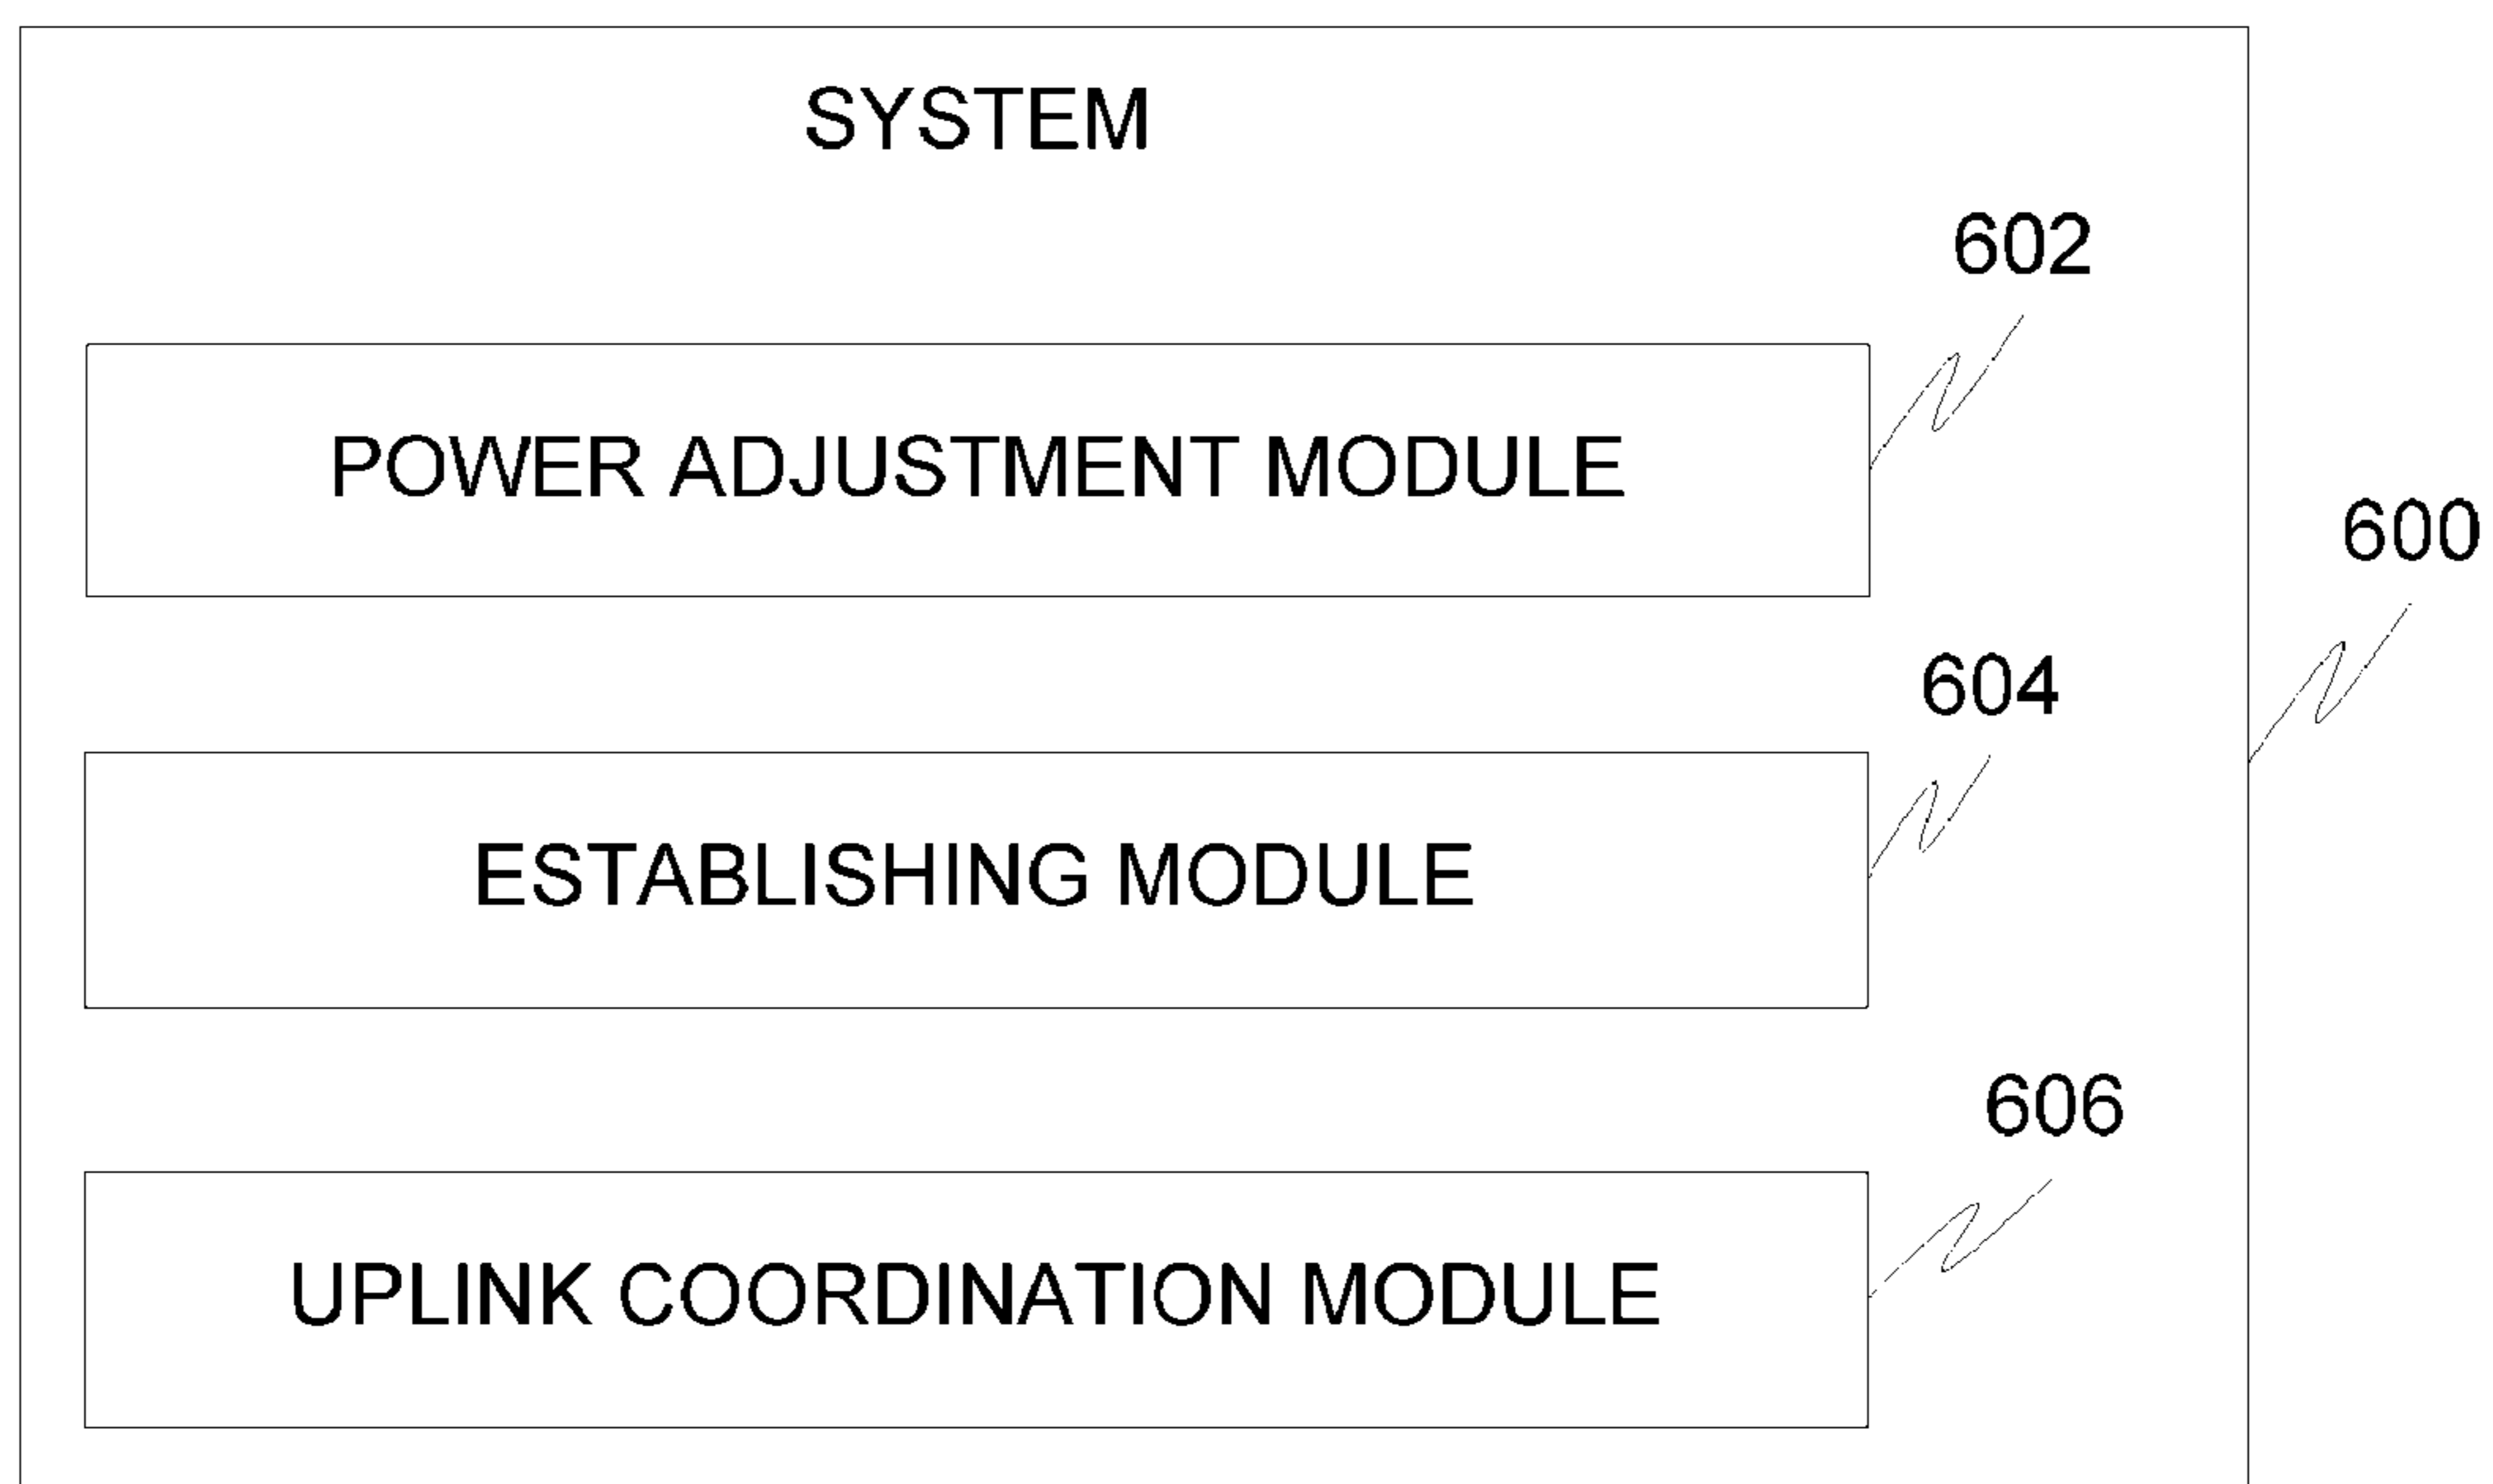 SYSTEM
602
POWER ADJUSTMENT MODULE
600
604
ESTABLISHING MODULE
606
UPLINK COORDINATION MODULE